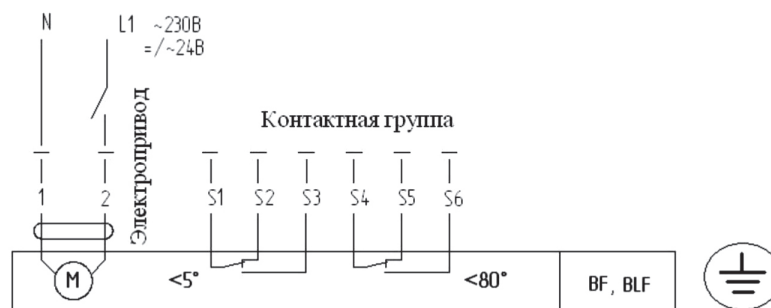 N L1 ~230В
=/~24В
Электропривод
Контактная группа
1 2 S1 S2 S3 S4 S5 S6
M <5° <80° BF, BLF